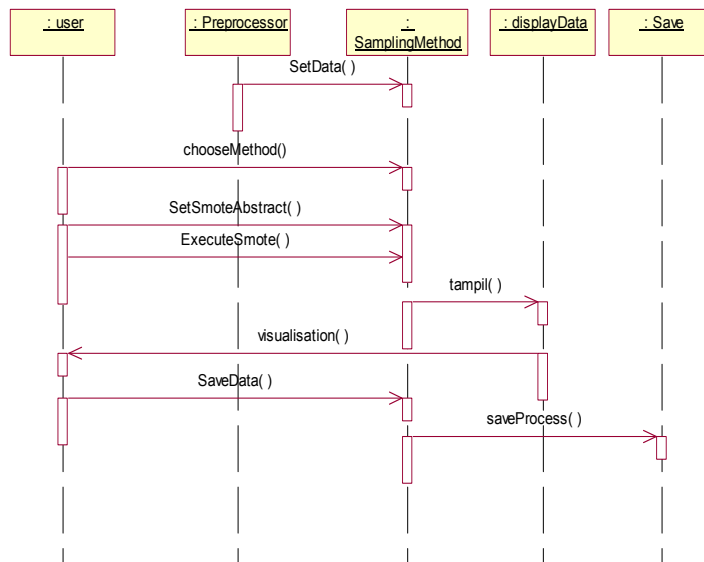 : user
: Preprocessor
:
SamplingMethod
: displayData
: Save
SetData( )
chooseMethod()
SetSmoteAbstract( )
ExecuteSmote( )
tampil( )
visualisation( )
SaveData( )
saveProcess( )